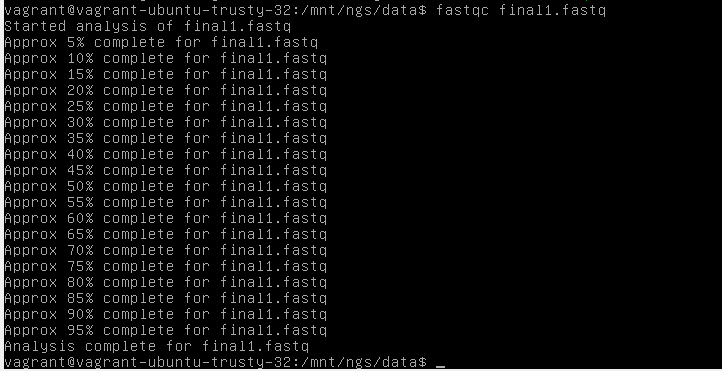 vagrant@vagrant-ubuntu-trusty-32:/mnt/ngs/data$ fastqc final1.fastq
Started analysis of final1.fastq
Approx 5% complete for final1.fastq
Approx 10% complete for final1.fastq
Approx 15% complete for final1.fastq
Approx 20% complete for final1.fastq
Approx 25% complete for final1.fastq
Approx 30% complete for final1.fastq
Approx 35% complete for final1.fastq
Approx 40% complete for final1.fastq
Approx 45% complete for final1.fastq
Approx 50% complete for final1.fastq
Approx 55% complete for final1.fastq
Approx 60% complete for final1.fastq
Approx 65% complete for final1.fastq
Approx 70% complete for final1.fastq
Approx 75% complete for final1.fastq
Approx 80% complete for final1.fastq
Approx 85% complete for final1.fastq
Approx 90% complete for final1.fastq
Approx 95% complete for final1.fastq
Analysis complete for final1.fastq
vagrant@vagrant-ubuntu-trusty-32:/mnt/ngs/data$ _